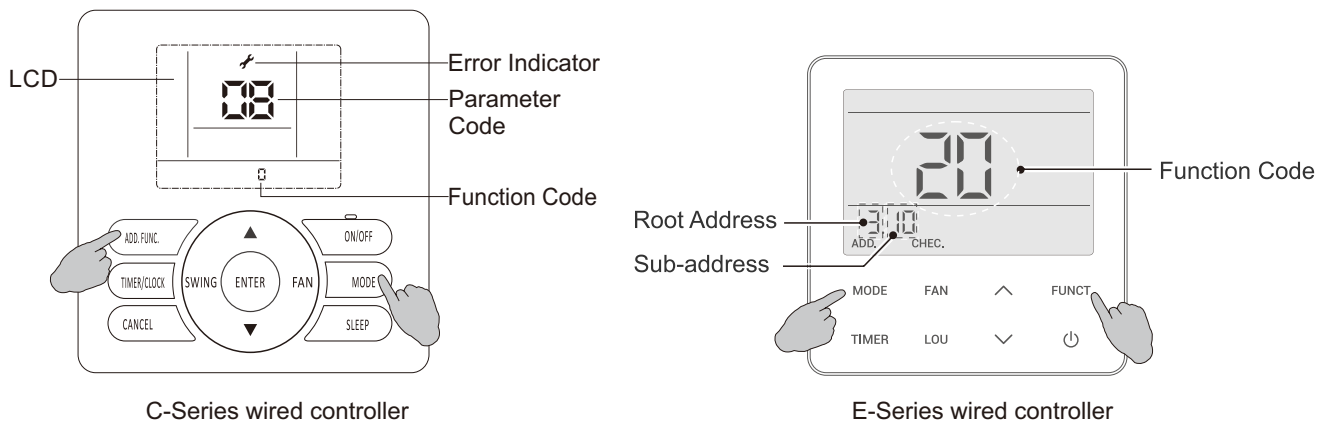 LCD
08
Error Indicator
Parameter
Code
0
Function Code
ADD. FUNC.
ON/OFF
TIMER/CLOCK
SWING
ENTER
FAN
MODE
CANCEL
SLEEP
C-Series wired controller
20
Function Code
Root Address
3 10
ADD. CHEC.
Sub-address
MODE FAN FUNCT.
TIMER LOU
E-Series wired controller